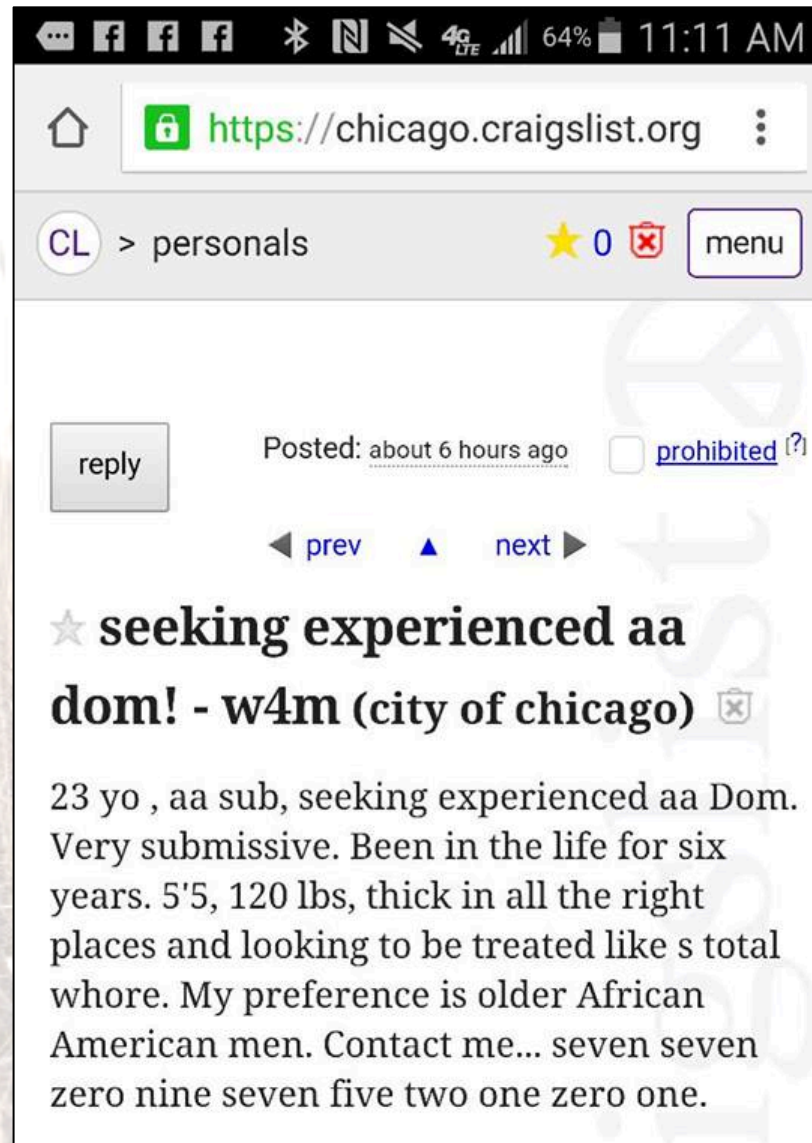 64% 11:11 AM
https://chicago.craigslist.org
CL > personals 0 menu
reply Posted: about 6 hours ago prohibited [?]
prev next
seeking experienced aa
dom! - w4m (city of chicago)
23 yo , aa sub, seeking experienced aa Dom.
Very submissive. Been in the life for six
years. 5'5, 120 lbs, thick in all the right
places and looking to be treated like s total
whore. My preference is older African
American men. Contact me... seven seven
zero nine seven five two one zero one.